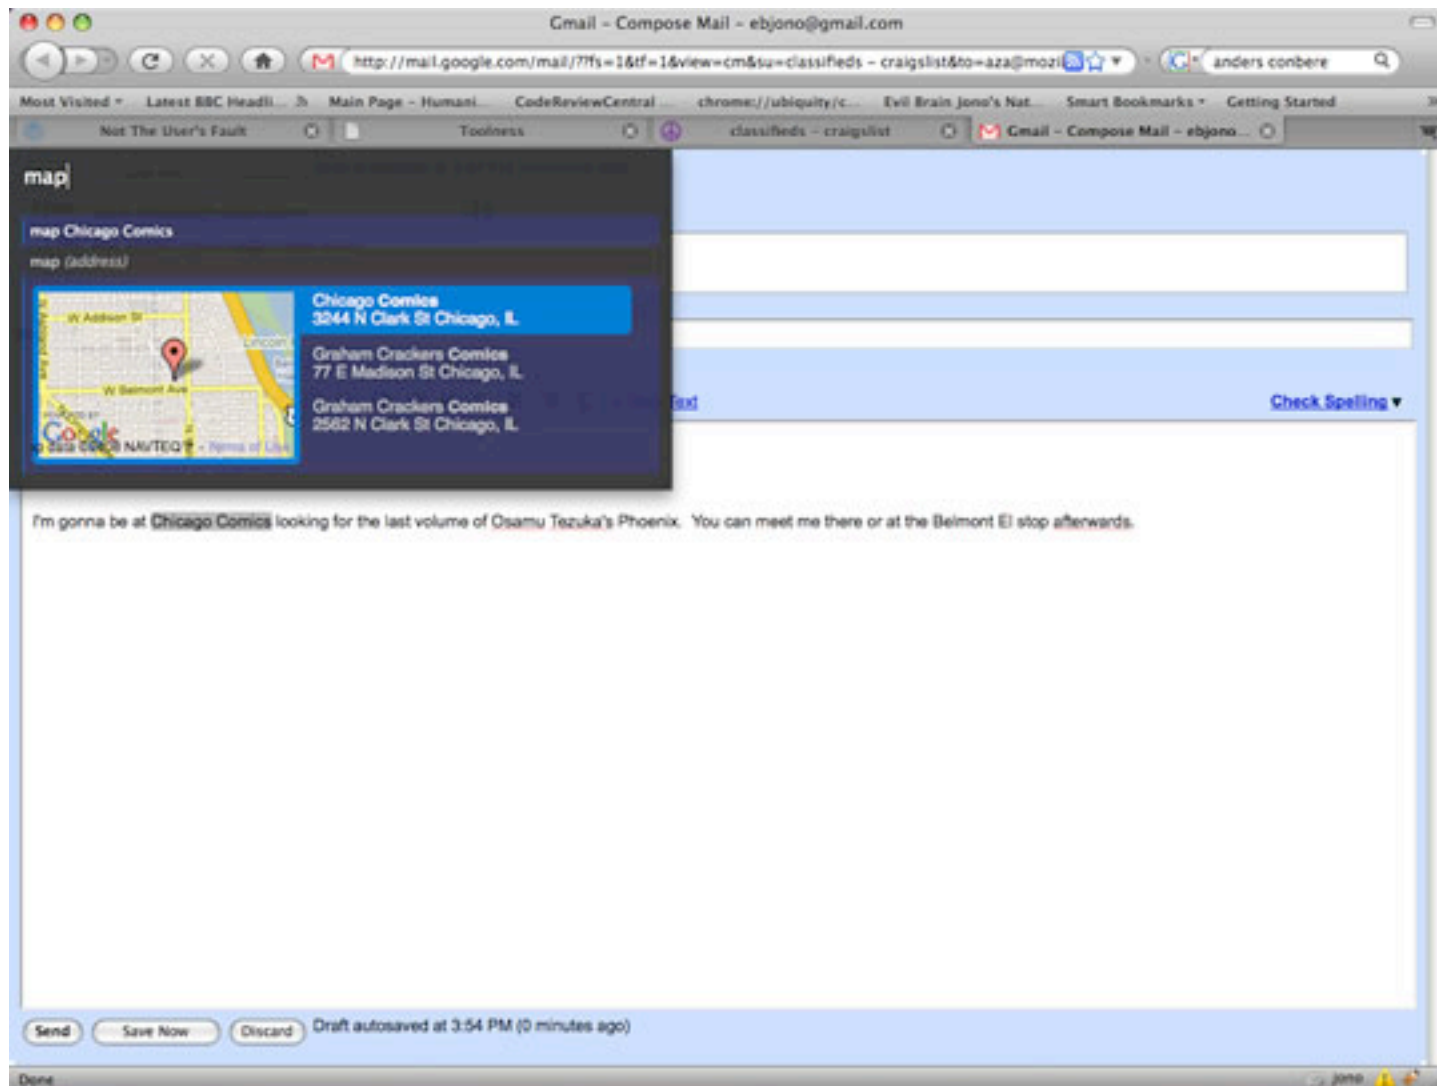 Gmail – Compose Mail – ebjono@gmail.com
http://mail.google.com/mail/?fs=1&tf=1&view=cm&su=classifieds – craigslist&to=aza@mozi
anders conbere
Most Visited
Latest BBC Headli...
Main Page – Humani...
CodeReviewCentral ...
chrome://ubiquity/c...
Evil Brain Jono's Nat...
Smart Bookmarks
Getting Started
Not The User's Fault
Toolness
classifieds – craigslist
Gmail – Compose Mail – ebjono...
map
map Chicago Comics
map (address)
W Addison St
W Belmont Ave
Google
NAVTEQ
Chicago Comics
3244 N Clark St Chicago, IL
Graham Crackers Comics
77 E Madison St Chicago, IL
Graham Crackers Comics
2562 N Clark St Chicago, IL
Text
Check Spelling ▼
I'm gonna be at Chicago Comics looking for the last volume of Osamu Tezuka's Phoenix. You can meet me there or at the Belmont El stop afterwards.
Send
Save Now
Discard
Draft autosaved at 3:54 PM (0 minutes ago)
Done
jono